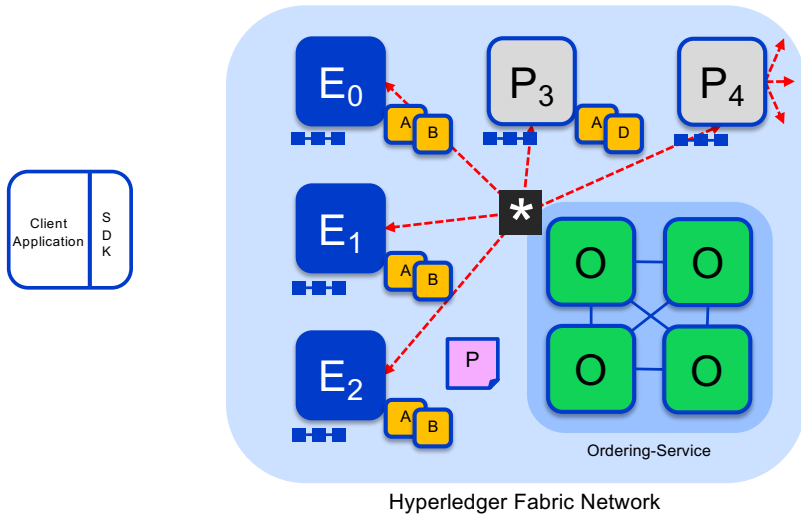 E0
P3
P4
A
B
A
D
*
Client
Application
S
D
K
E1
A
B
O
O
E2
P
O
O
A
B
Ordering-Service
Hyperledger Fabric Network